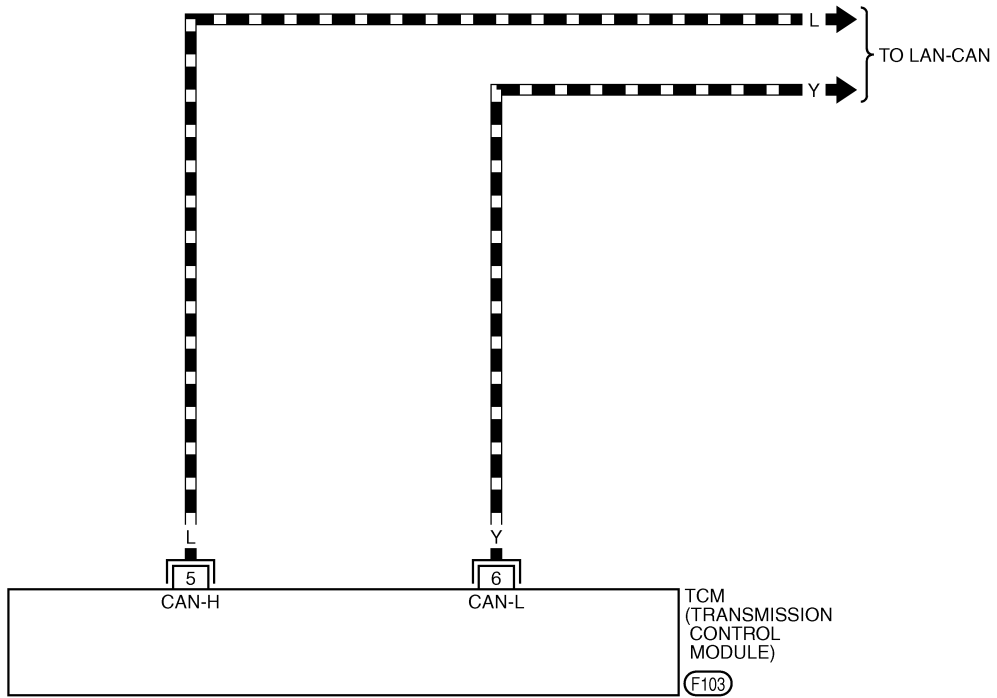 L
TO LAN-CAN
Y
L
Y
5
6
CAN-H
CAN-L
TCM
(TRANSMISSION
CONTROL
MODULE)
F103